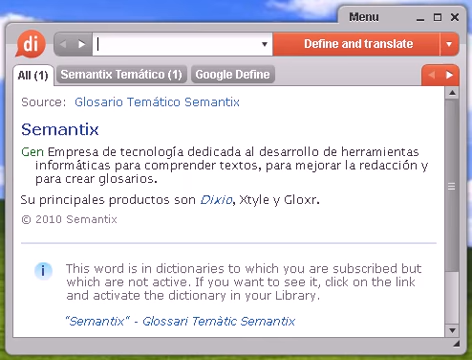 Menu
di
Define and translate
All (1)
Semantix Temático (1)
Google Define
Source: Glosario Temático Semantix
Semantix
Gen Empresa de tecnología dedicada al desarrollo de herramientas
informáticas para comprender textos, para mejorar la redacción y
para crear glosarios.
Su principales productos son Dixio, Xtyle y Gloxr.
© 2010 Semantix
i
This word is in dictionaries to which you are subscribed but
which are not active. If you want to see it, click on the link
and activate the dictionary in your Library.
"Semantix" - Glossari Temàtic Semantix